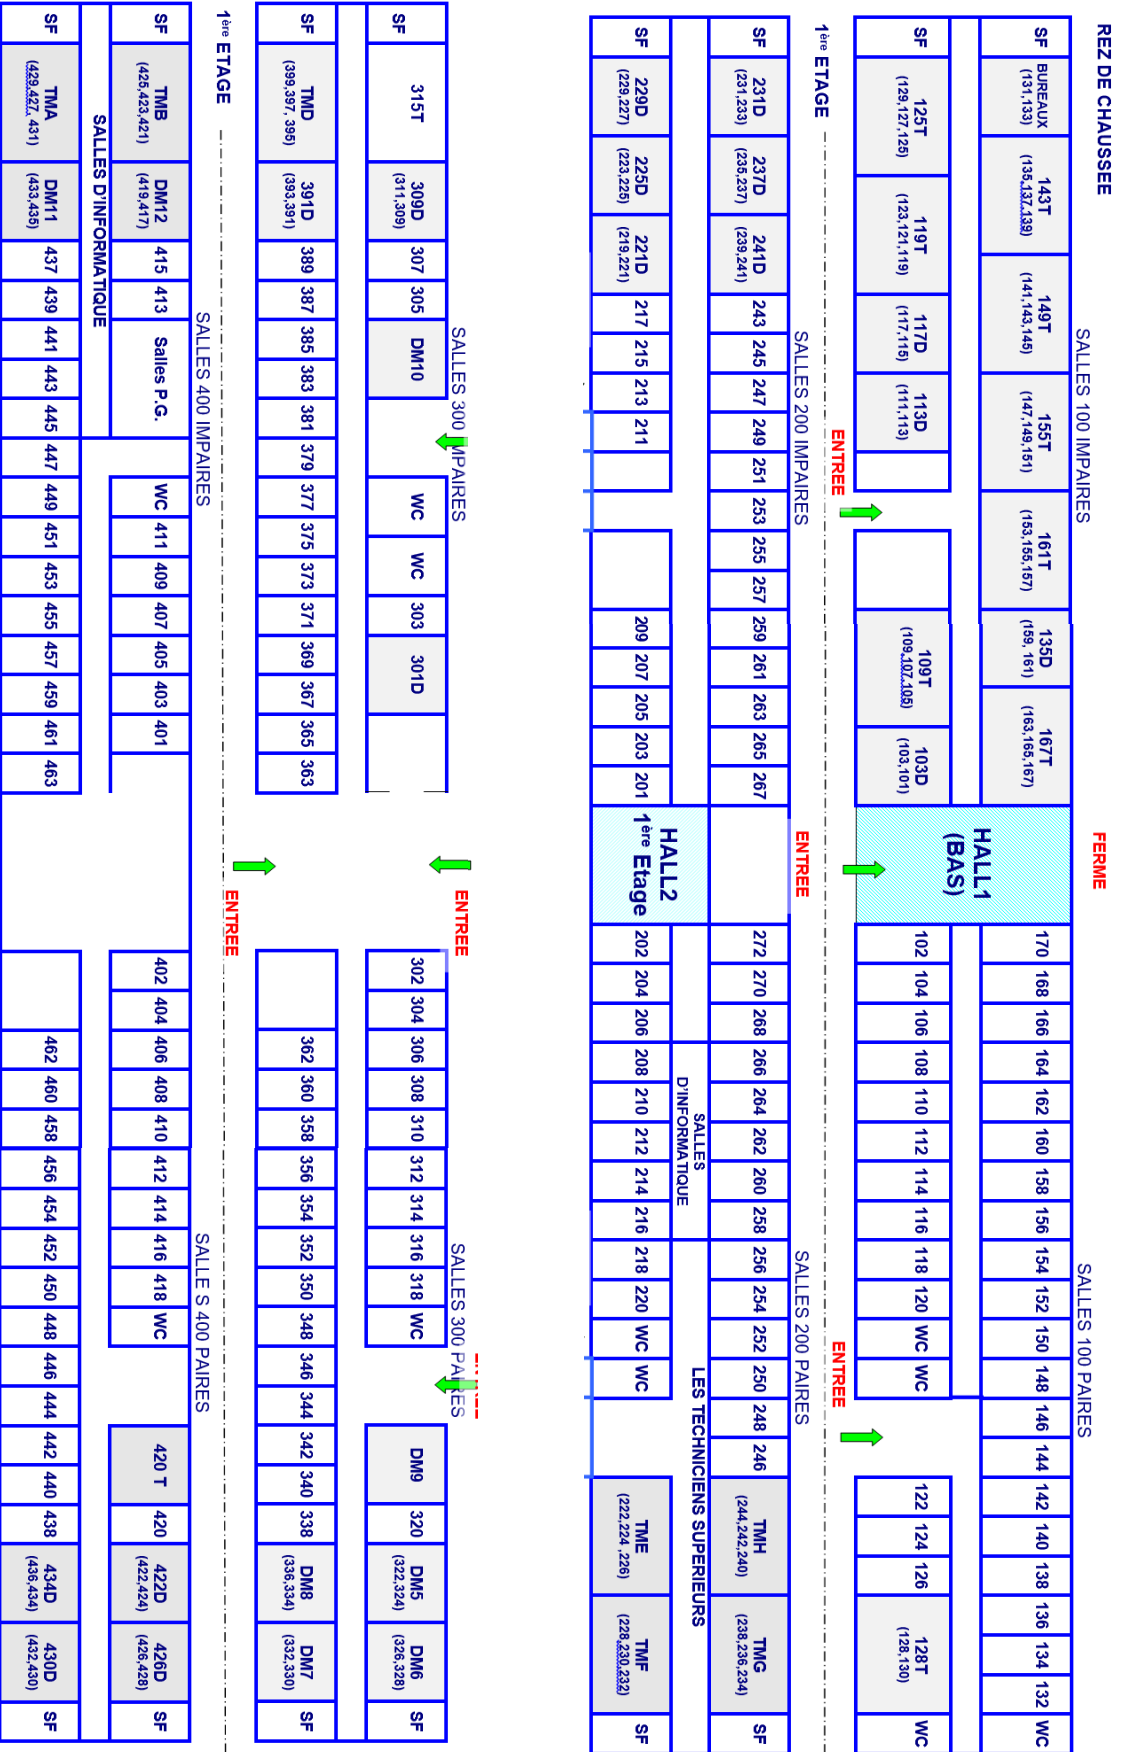 REZ DE CHAUSSEE
FERME
SALLES 100 IMPAIRES
SALLES 100 PAIRES
SF
BUREAUX
(131,133)
143T
(135,137,139)
149T
(141,143,145)
155T
(147,149,151)
161T
(153,155,157)
135D
(159, 161)
167T
(163,165,167)
170 168 166 164 162 160 158 156 154 152 150 148 146 144 142 140 138 136 134 132 WC
HALL1
(BAS)
SF
125T
(129,127,125)
119T
(123,121,119)
117D
(117,115)
113D
(111,113)
109T
(109,107,105)
103D
(103,101)
102 104 106 108 110 112 114 116 118 120 WC WC 122 124 126
128T
(128,130)
WC
ENTREE
ENTREE
1ère ETAGE
ENTREE
SALLES 200 IMPAIRES
SALLES 200 PAIRES
SF
231D
(231,233)
237D
(235,237)
241D
(239,241)
243 245 247 249 251 253 255 257 259 261 263 265 267
272 270 268 266 264 262 260 258 256 254 252 250 248 246
TMH
(244,242,240)
TMG
(238,236,234)
SF
SALLES
D'INFORMATIQUE
LES TECHNICIENS SUPERIEURS
HALL2
1ère Etage
SF
229D
(229,227)
225D
(223,225)
221D
(219,221)
217 215 213 211 209 207 205 203 201
202 204 206 208 210 212 214 216 218 220 WC WC
TME
(222,224 ,226)
TMF
(228,230,232)
SF
ENTREE
SALLES 300 IMPAIRES
SALLES 300 PAIRES
SF
315T
309D
(311,309)
307 305 DM10 WC WC 303 301D
302 304 306 308 310 312 314 316 318 WC DM9 320
DM5
(322,324)
DM6
(326,328)
SF
SF
TMD
(399,397, 395)
391D
(393,391)
389 387 385 383 381 379 377 375 373 371 369 367 365 363
362 360 358 356 354 352 350 348 346 344 342 340 338
DM8
(336,334)
DM7
(332,330)
SF
1ère ETAGE
ENTREE
SALLES 400 IMPAIRES
SALLE S 400 PAIRES
SF
TMB
(425,423,421)
DM12
(419,417)
415 413 Salles P.G. WC 411 409 407 405 403 401
402 404 406 408 410 412 414 416 418 WC 420 T 420
422D
(422,424)
426D
(426,428)
SF
SALLES D'INFORMATIQUE
SF
TMA
(429,427, 431)
DM11
(433,435)
437 439 441 443 445 447 449 451 453 455 457 459 461 463
462 460 458 456 454 452 450 448 446 444 442 440 438
434D
(436,434)
430D
(432,430)
SF